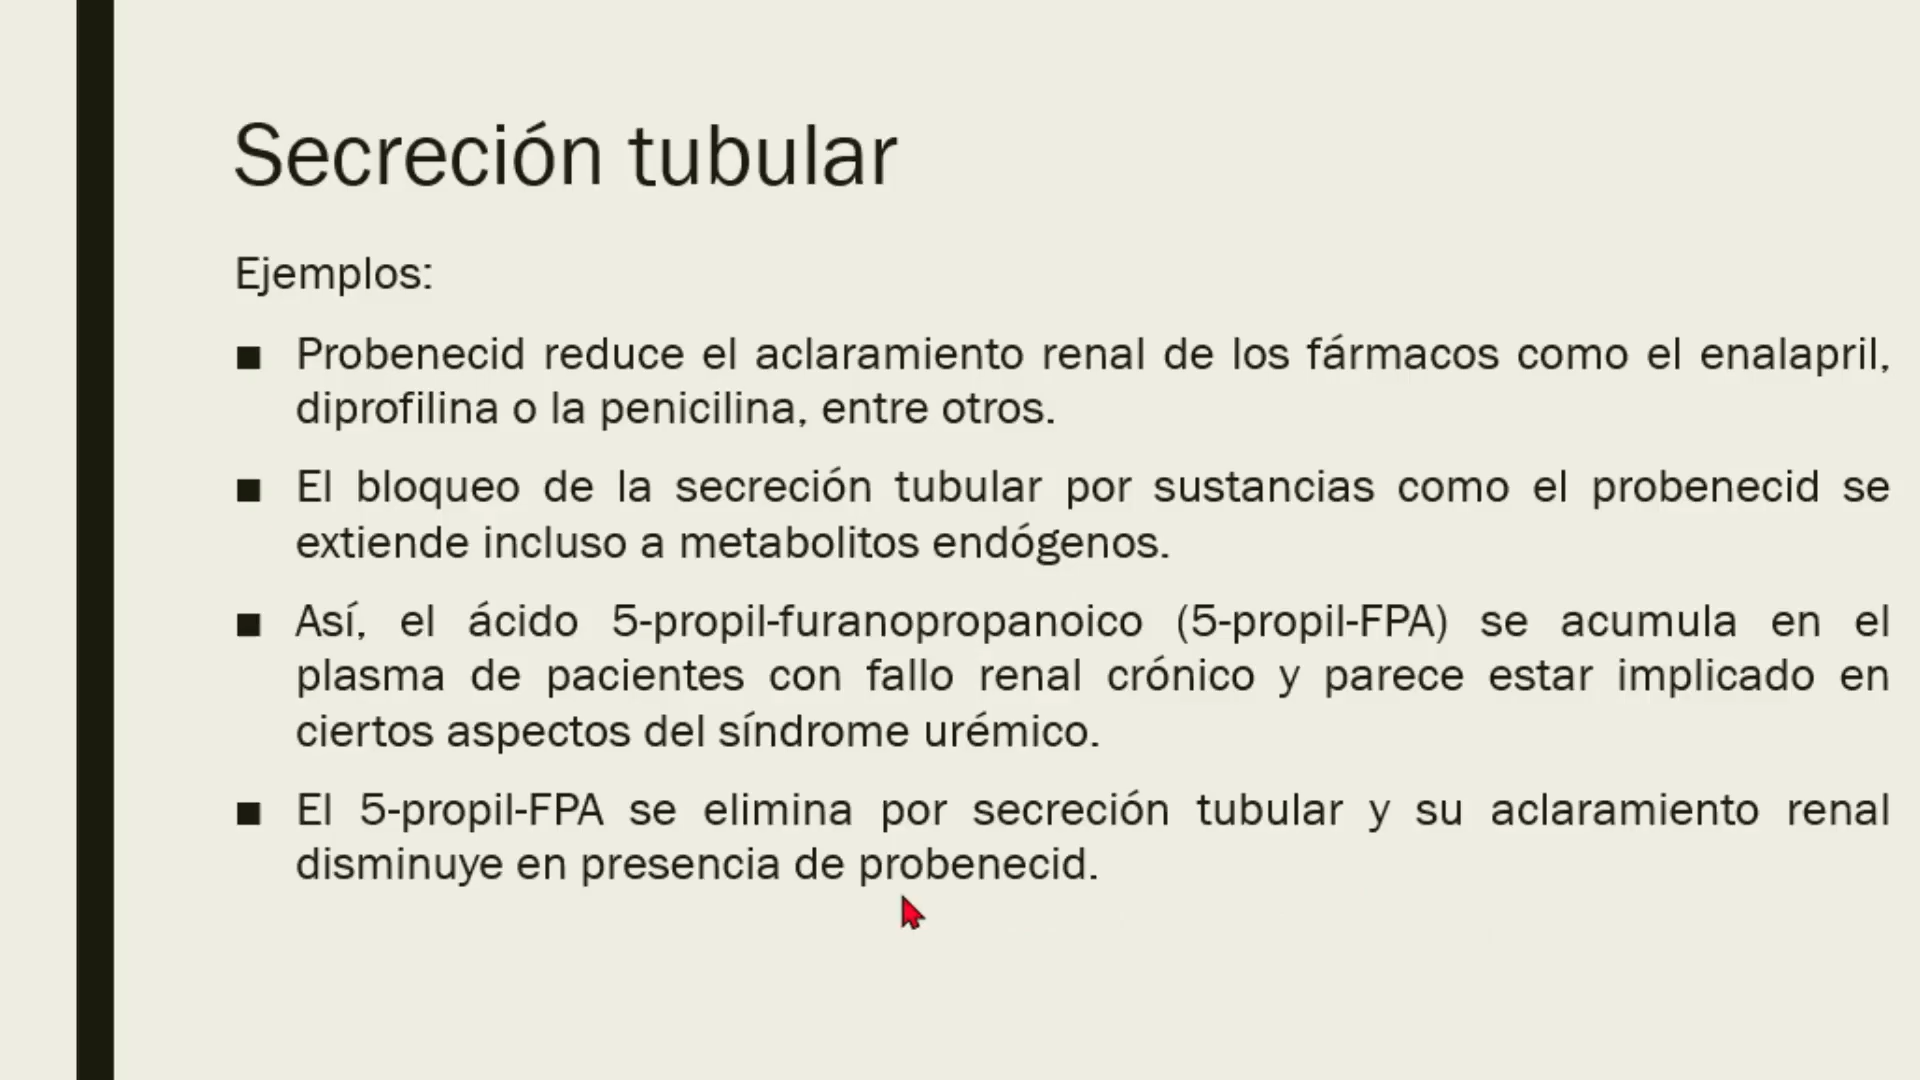 Secreción tubular
Ejemplos:
■ Probenecid reduce el aclaramiento renal de los fármacos como el enalapril,
diprofilina o la penicilina, entre otros.
■ El bloqueo de la secreción tubular por sustancias como el probenecid se
extiende incluso a metabolitos endógenos.
■ Así, el ácido 5-propil-furanopropanoico (5-propil-FPA) se acumula en el
plasma de pacientes con fallo renal crónico y parece estar implicado en
ciertos aspectos del síndrome urémico.
■ El 5-propil-FPA se elimina por secreción tubular y su aclaramiento renal
disminuye en presencia de probenecid.